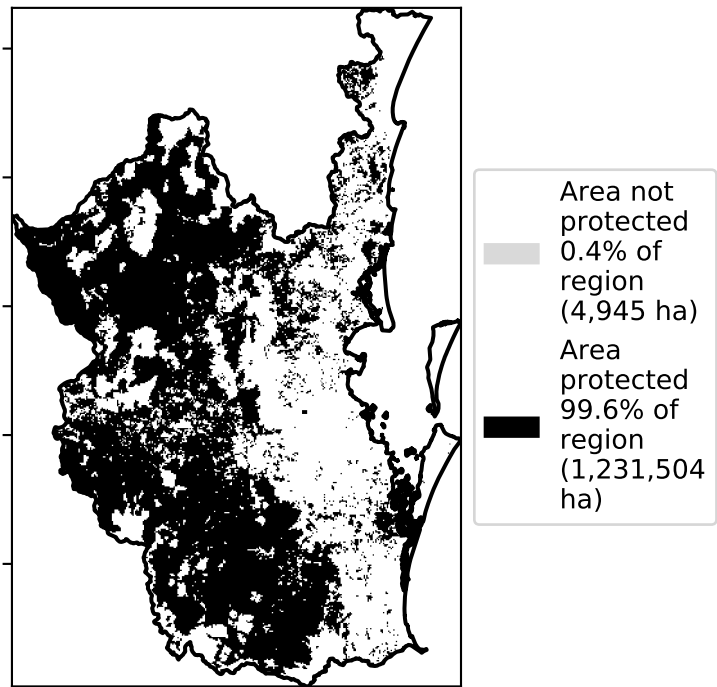 Area not
protected
0.4% of
region
(4,945 ha)
Area
protected
99.6% of
region
(1,231,504
ha)